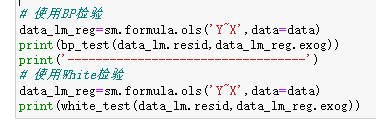 # 使用BP检验
data_lm_reg=sm.formula.ols('Y~X',data=data)
print(bp_test(data_lm.resid,data_lm_reg.exog))
print('----------------------------------')
# 使用White检验
data_lm_reg=sm.formula.ols('Y~X',data=data)
print(white_test(data_lm.resid,data_lm_reg.exog))